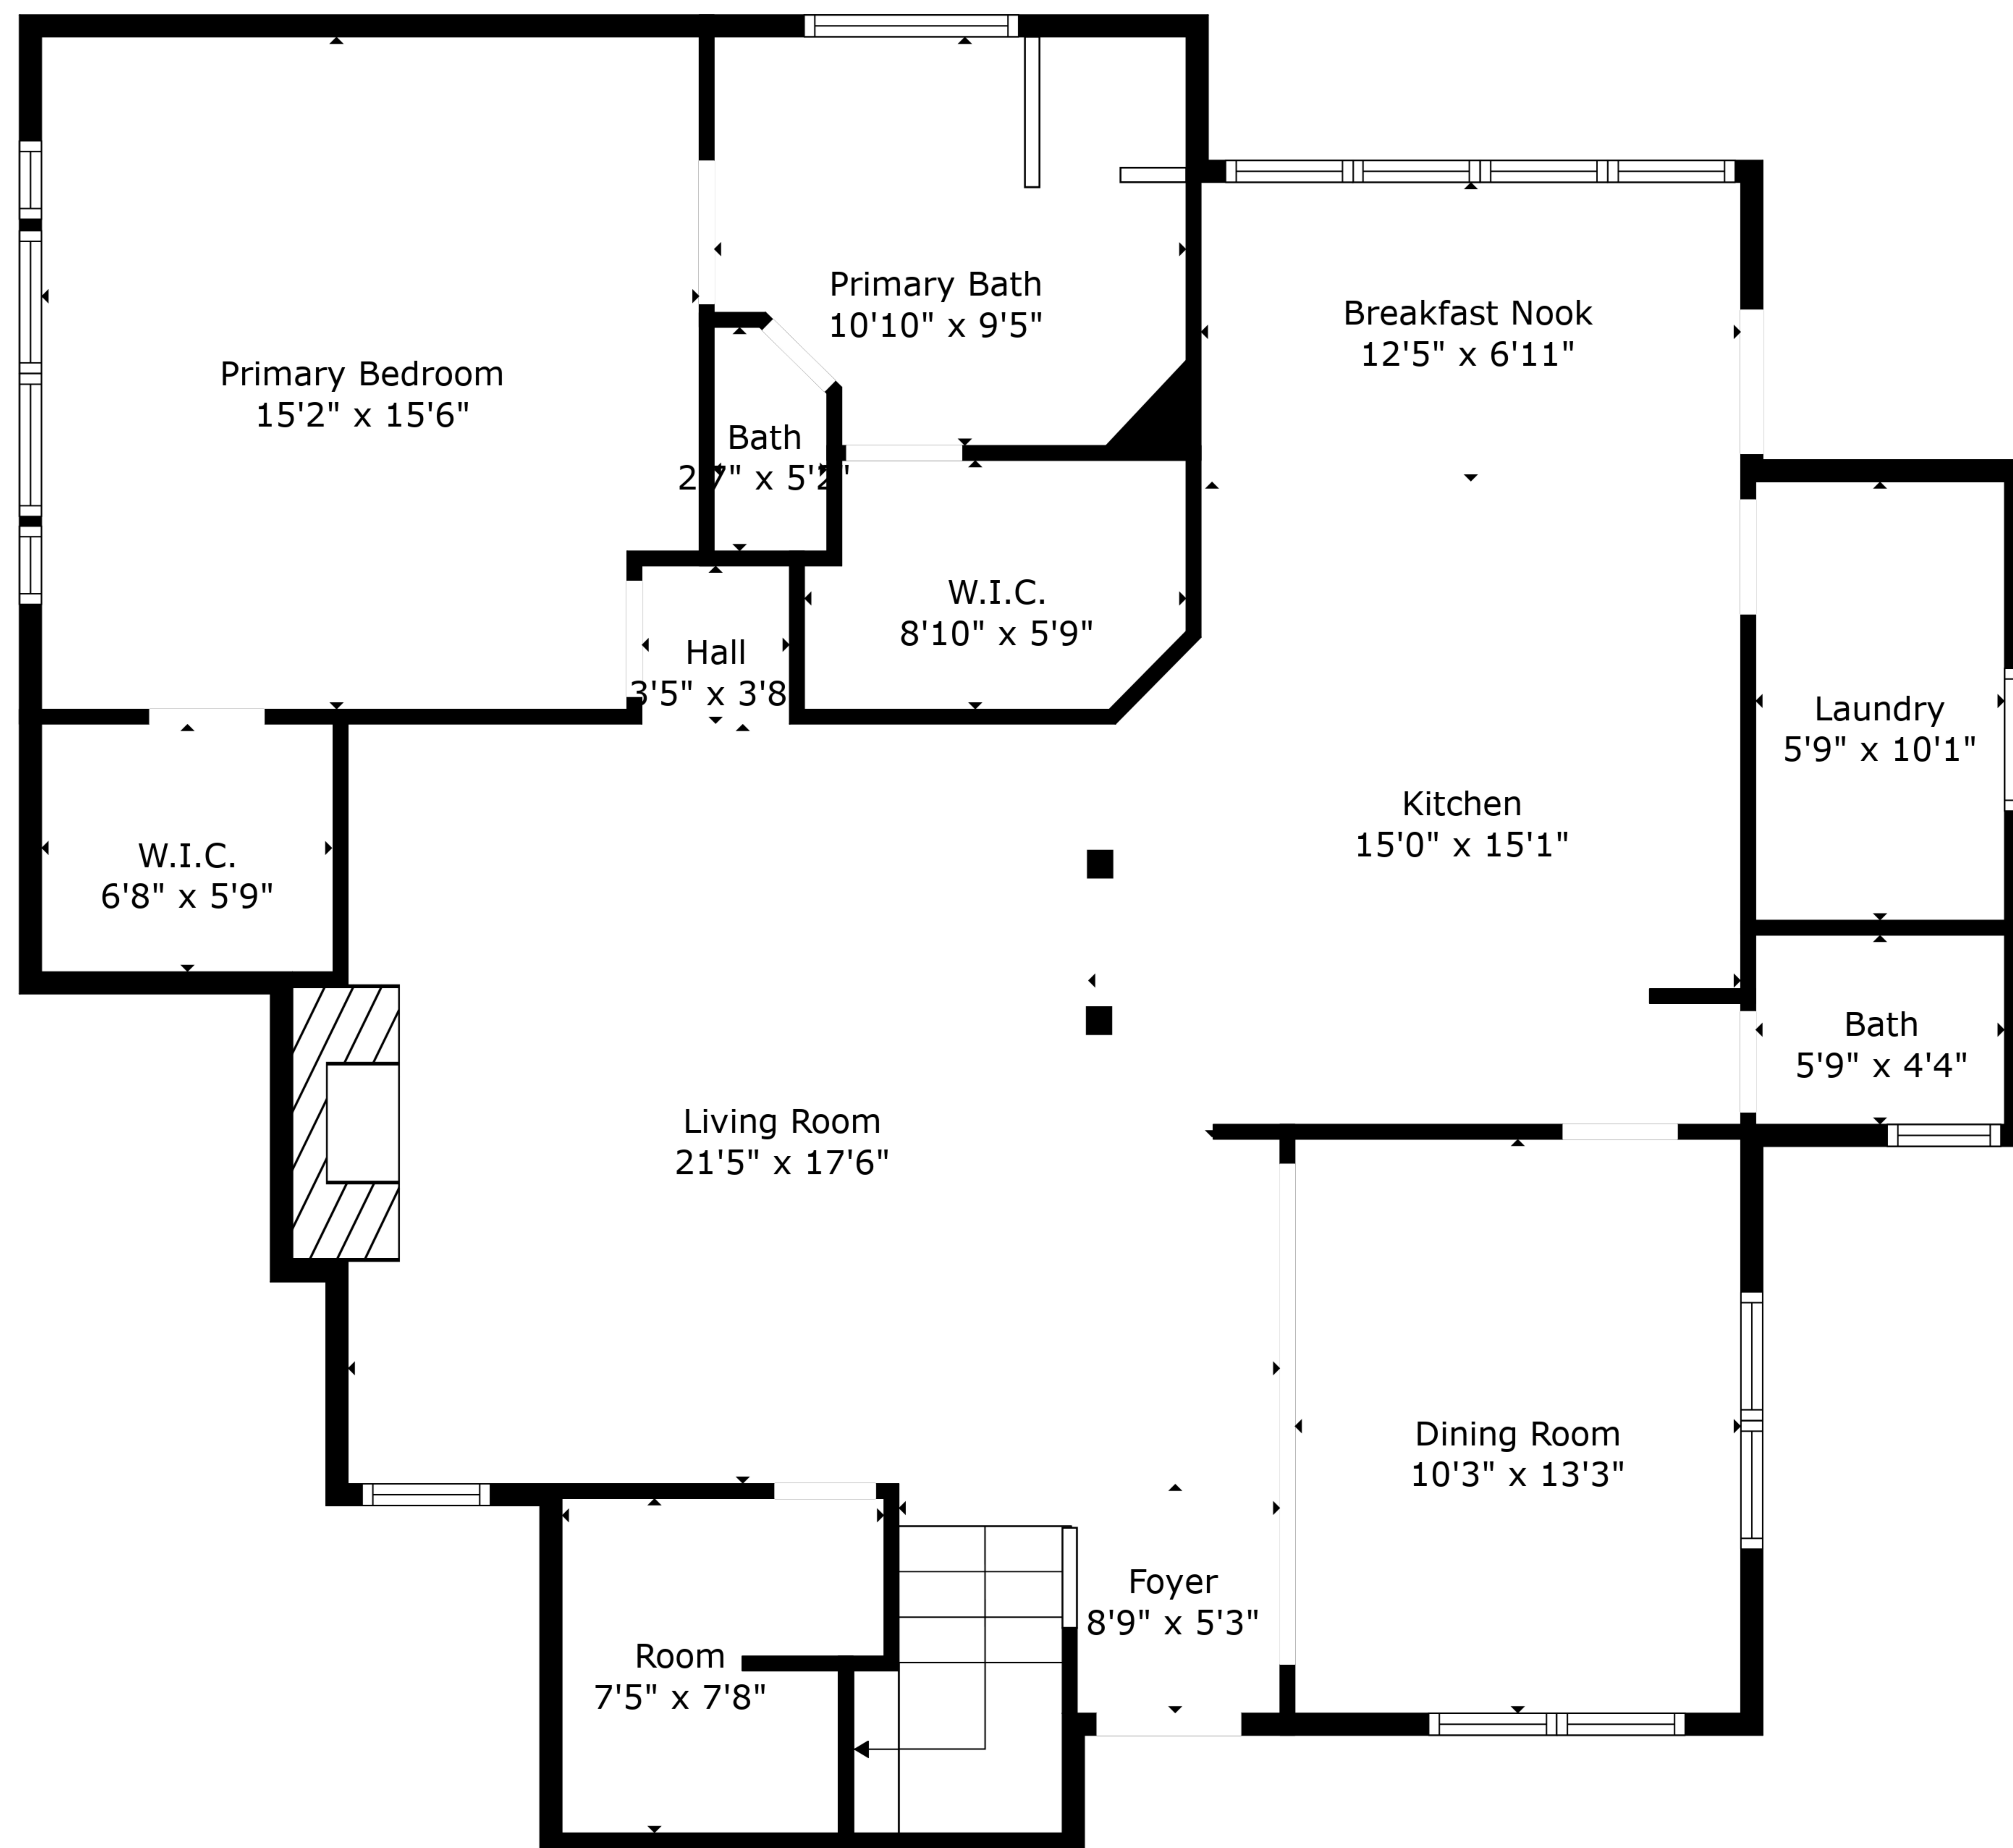 Primary Bath
10'10" x 9'5"
Breakfast Nook
12'5" x 6'11"
Primary Bedroom
15'2" x 15'6"
Bath
2'7" x 5'2"
W.I.C.
8'10" x 5'9"
Hall
3'5" x 3'8
Laundry
5'9" x 10'1"
Kitchen
15'0" x 15'1"
W.I.C.
6'8" x 5'9"
Bath
5'9" x 4'4"
Living Room
21'5" x 17'6"
Dining Room
10'3" x 13'3"
Foyer
8'9" x 5'3"
Room
7'5" x 7'8"